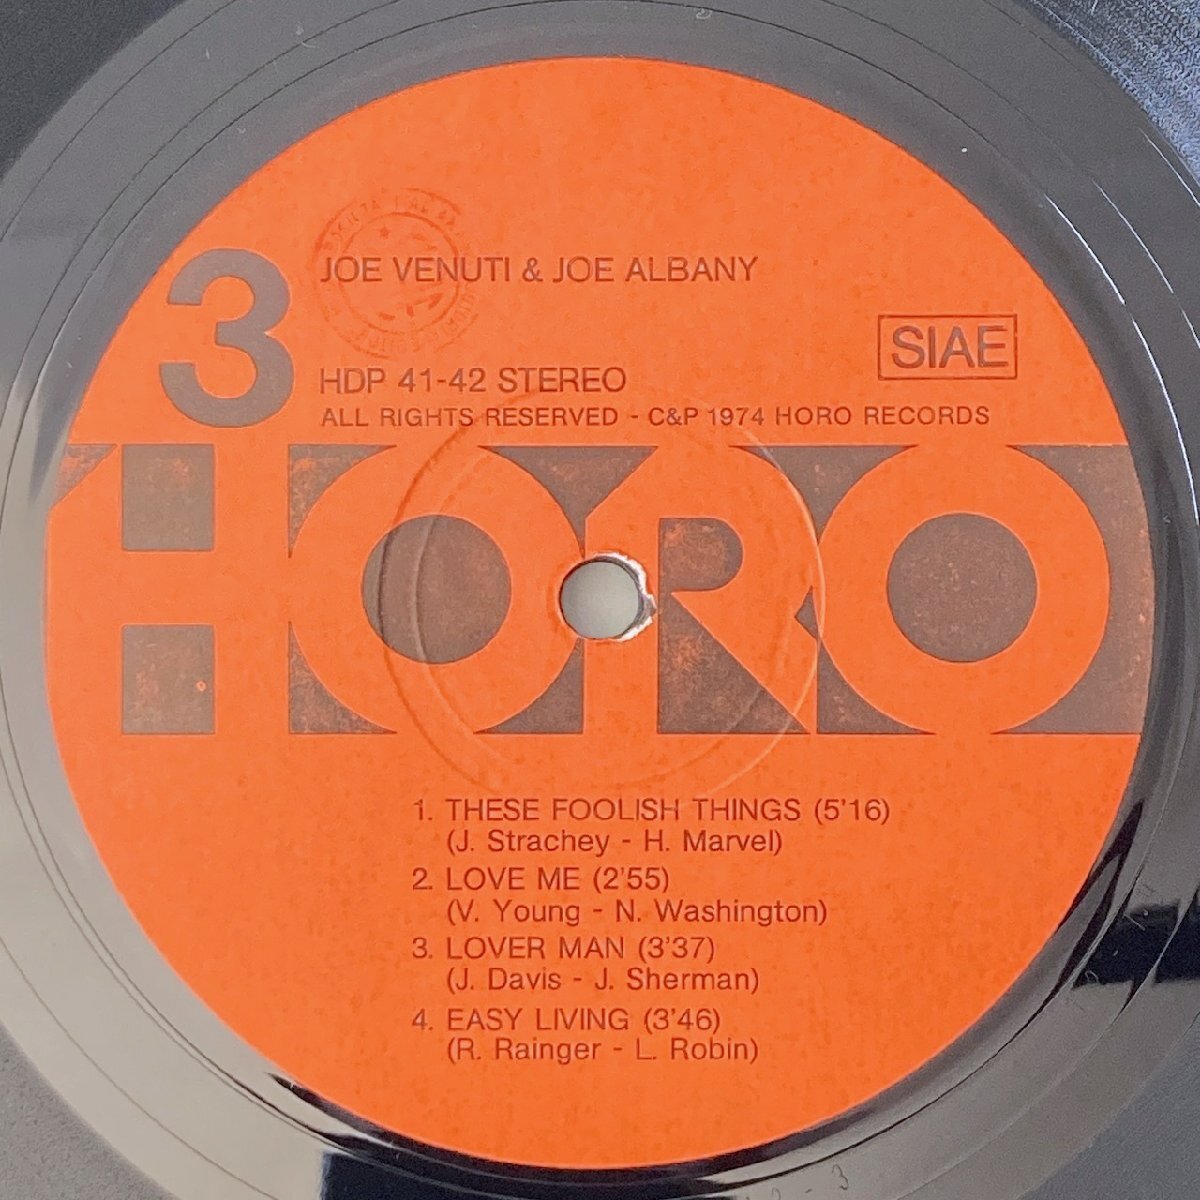 3
JOE VENUTI & JOE ALBANY
SIAE
HDP 41-42 STEREO
ALL RIGHTS RESERVED - C&P 1974 HORO RECORDS
HORO
1. THESE FOOLISH THINGS (5'16)
(J. Strachey - H. Marvel)
2. LOVE ME (2'55)
(V. Young - N. Washington)
3. LOVER MAN (3'37)
(J. Davis - J. Sherman)
4. EASY LIVING (3'46)
(R. Rainger - L. Robin)